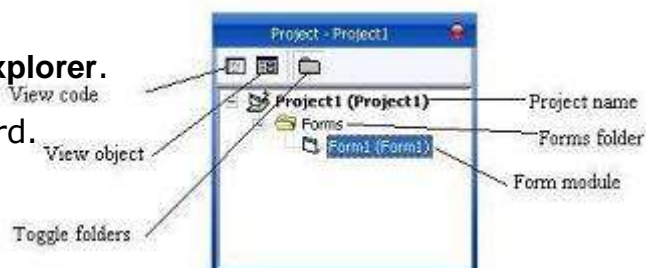 Project - Project1
xplorer.
View code
Project1 (Project1)
Project name
rd.
Forms
Forms folder
View object
Form1 (Form1)
Form module
Toggle folders